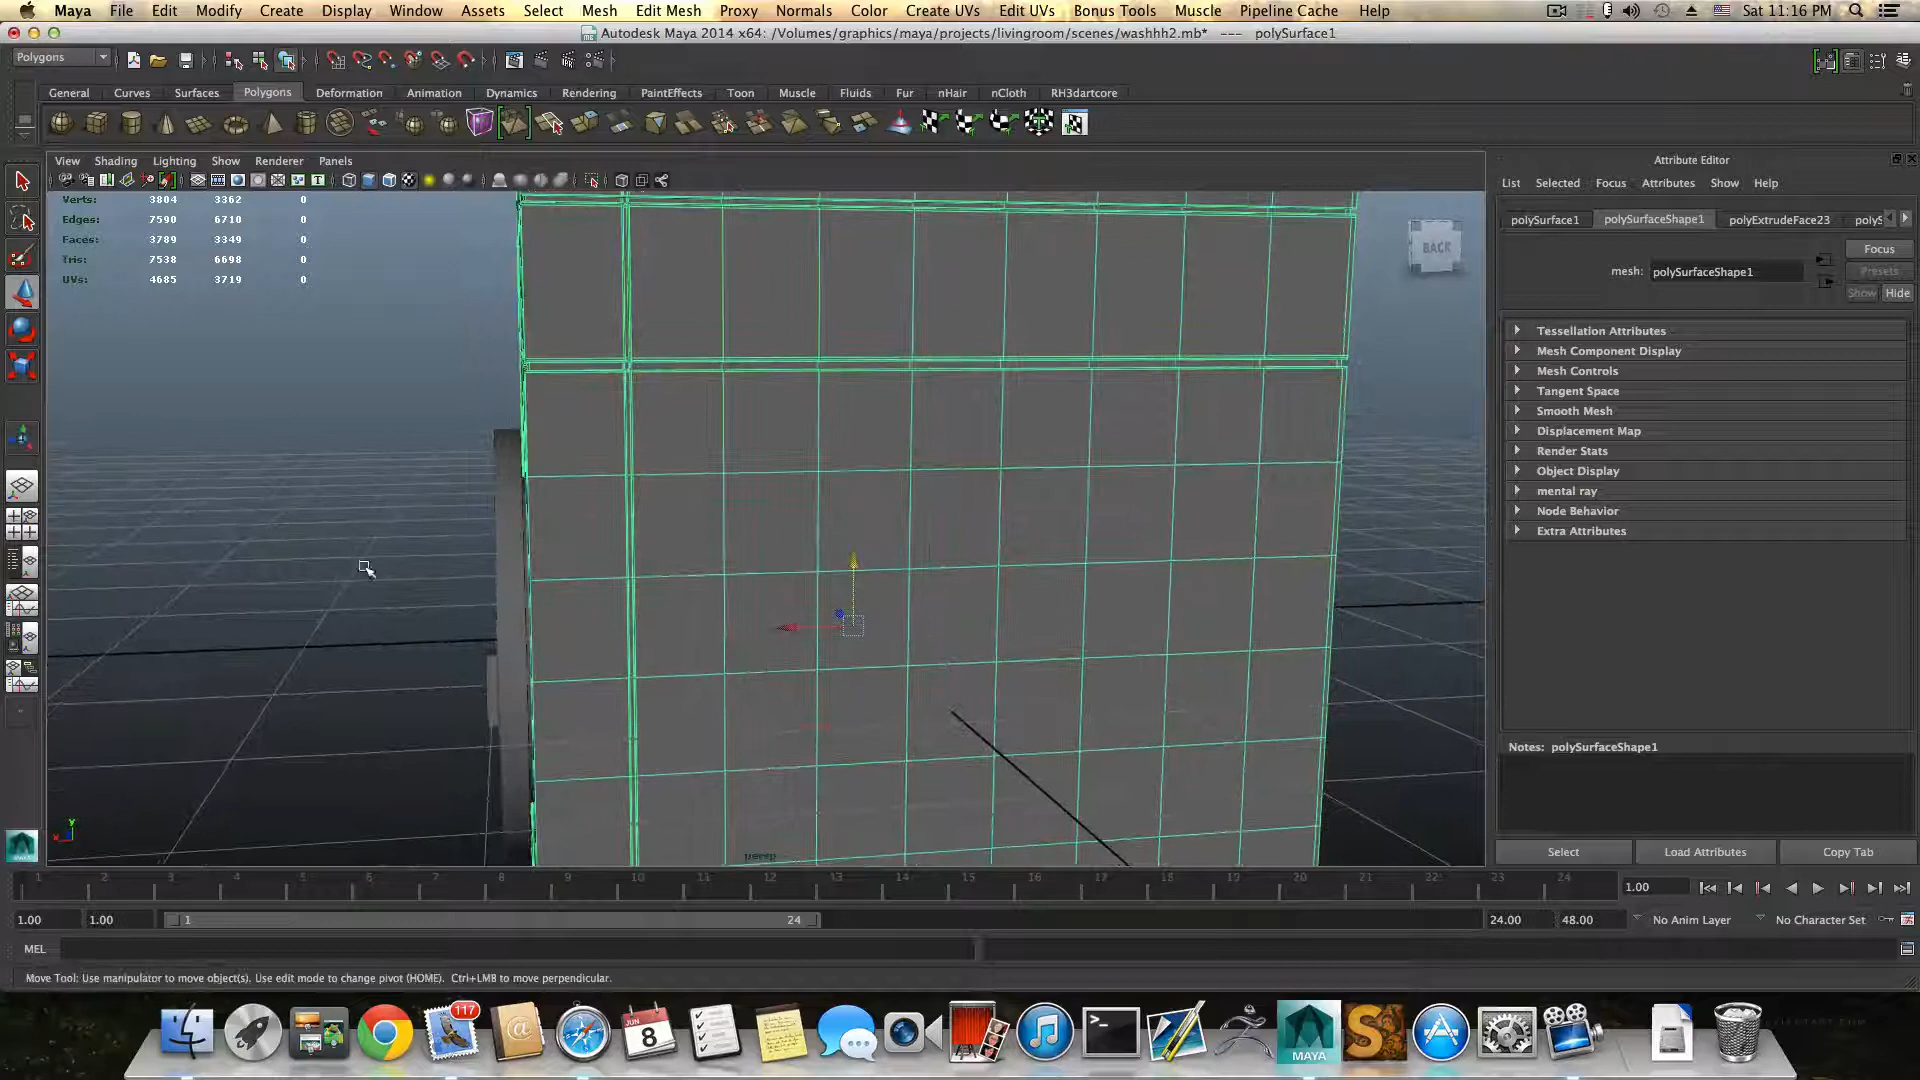 Maya File Edit Modify Create Display Window Assets Select Mesh Edit Mesh Proxy Normals Color Create UVs Edit UVs Bonus Tools Muscle Pipeline Cache Help Sat 11:16 PM
Autodesk Maya 2014 x64: /Volumes/graphics/maya/projects/livingroom/scenes/washhh2.mb* --- polySurface1
Polygons
General Curves Surfaces Polygons Deformation Animation Dynamics Rendering PaintEffects Toon Muscle Fluids Fur nHair nCloth RH3dartcore
View Shading Lighting Show Renderer Panels
Attribute Editor
List Selected Focus Attributes Show Help
Verts: 3804 3362 0
Edges: 7590 6710 0
Faces: 3789 3349 0
Tris: 7538 6698 0
UVs: 4685 3719 0
BACK
polySurface1 polySurfaceShape1 polyExtrudeFace23 polyS
Focus
mesh: polySurfaceShape1
Presets
Show Hide
Tessellation Attributes
Mesh Component Display
Mesh Controls
Tangent Space
Smooth Mesh
Displacement Map
Render Stats
Object Display
mental ray
Node Behavior
Extra Attributes
Notes: polySurfaceShape1
y
x
persp
Select Load Attributes Copy Tab
1 2 3 4 5 6 7 8 9 10 11 12 13 14 15 16 17 18 19 20 21 22 23 24 1.00
1.00 1.00 1 24 24.00 48.00 No Anim Layer No Character Set
MEL
Move Tool: Use manipulator to move object(s). Use edit mode to change pivot (HOME). Ctrl+LMB to move perpendicular.
117
JUN
8
MAYA